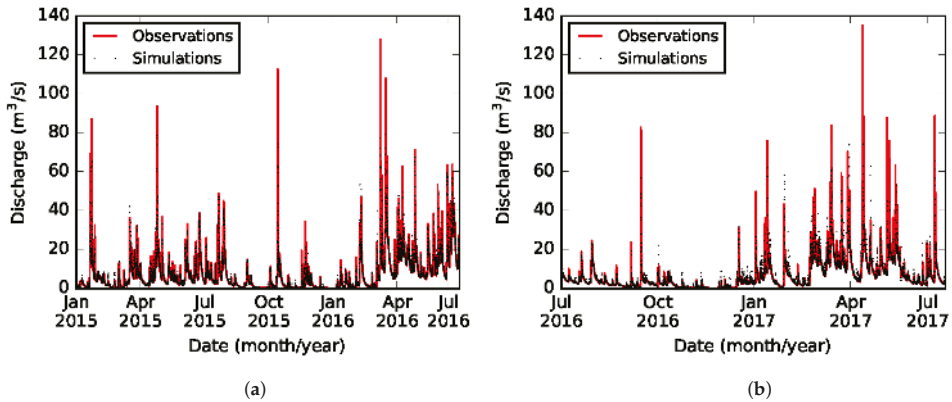 140
120
100
80
60
40
20
0
Discharge (m³/s)
Observations
Simulations
Jan Apr Jul Oct Jan Apr Jul
2015 2015 2015 2015 2016 2016 2016
Date (month/year)
(a)
140
120
100
80
60
40
20
0
Discharge (m³/s)
Observations
Simulations
Jul Oct Jan Apr Jul
2016 2016 2017 2017 2017
Date (month/year)
(b)